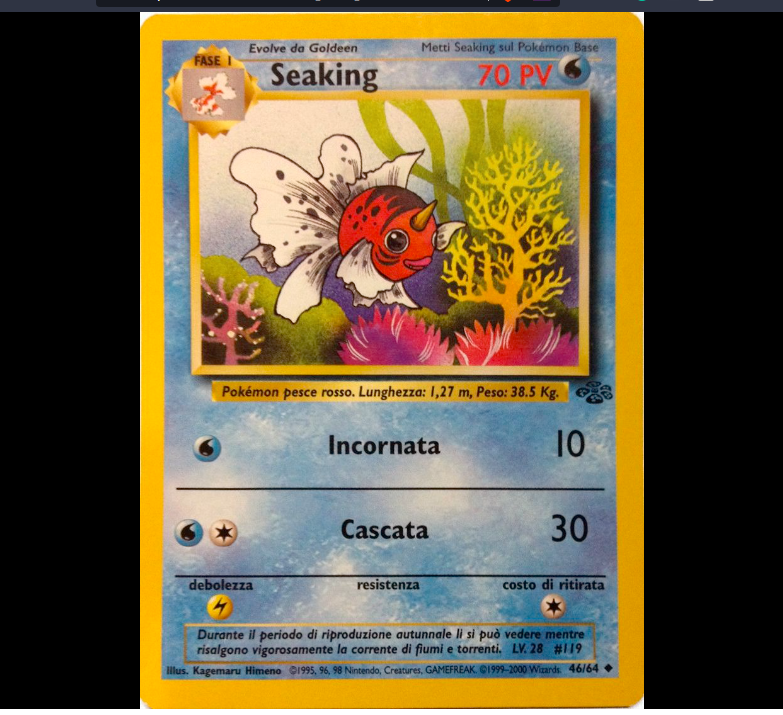 Evolve da Goldeen
Metti Seaking sul Pokémon Base
FASE 1
Seaking
70 PV
Pokémon pesce rosso. Lunghezza: 1,27 m, Peso: 38.5 Kg.
Incornata 10
Cascata 30
debolezza resistenza costo di ritirata
Durante il periodo di riproduzione autunnale li si può vedere mentre
risalgono vigorosamente la corrente di fiumi e torrenti. LV. 28 #119
Illus. Kagemaru Himeno ©1995, 96, 98 Nintendo, Creatures, GAMEFREAK. ©1999-2000 Wizards. 46/64